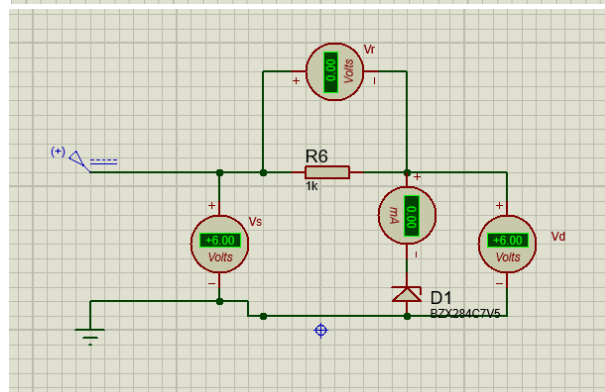 Vr
+ 0.00 Volts −
(+)
R6
1k
+ +6.00 Volts −
Vs
+ 0.00 mA −
+ +6.00 Volts −
Vd
D1
BZX284C7V5